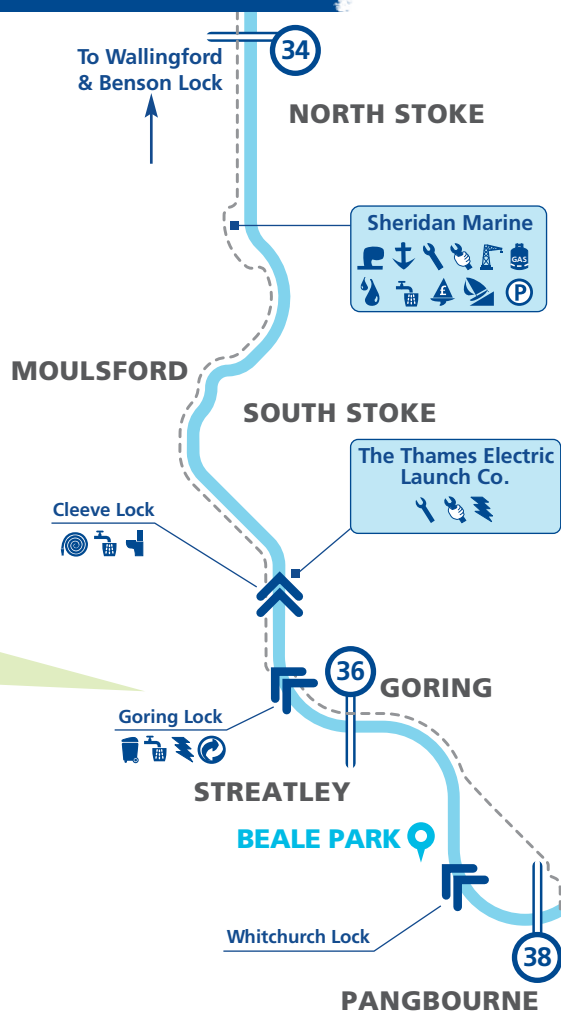 34
To Wallingford
& Benson Lock
NORTH STOKE
Sheridan Marine
GAS
£
P
MOULSFORD
SOUTH STOKE
The Thames Electric
Launch Co.
Cleeve Lock
36
GORING
Goring Lock
STREATLEY
BEALE PARK
Whitchurch Lock
38
PANGBOURNE